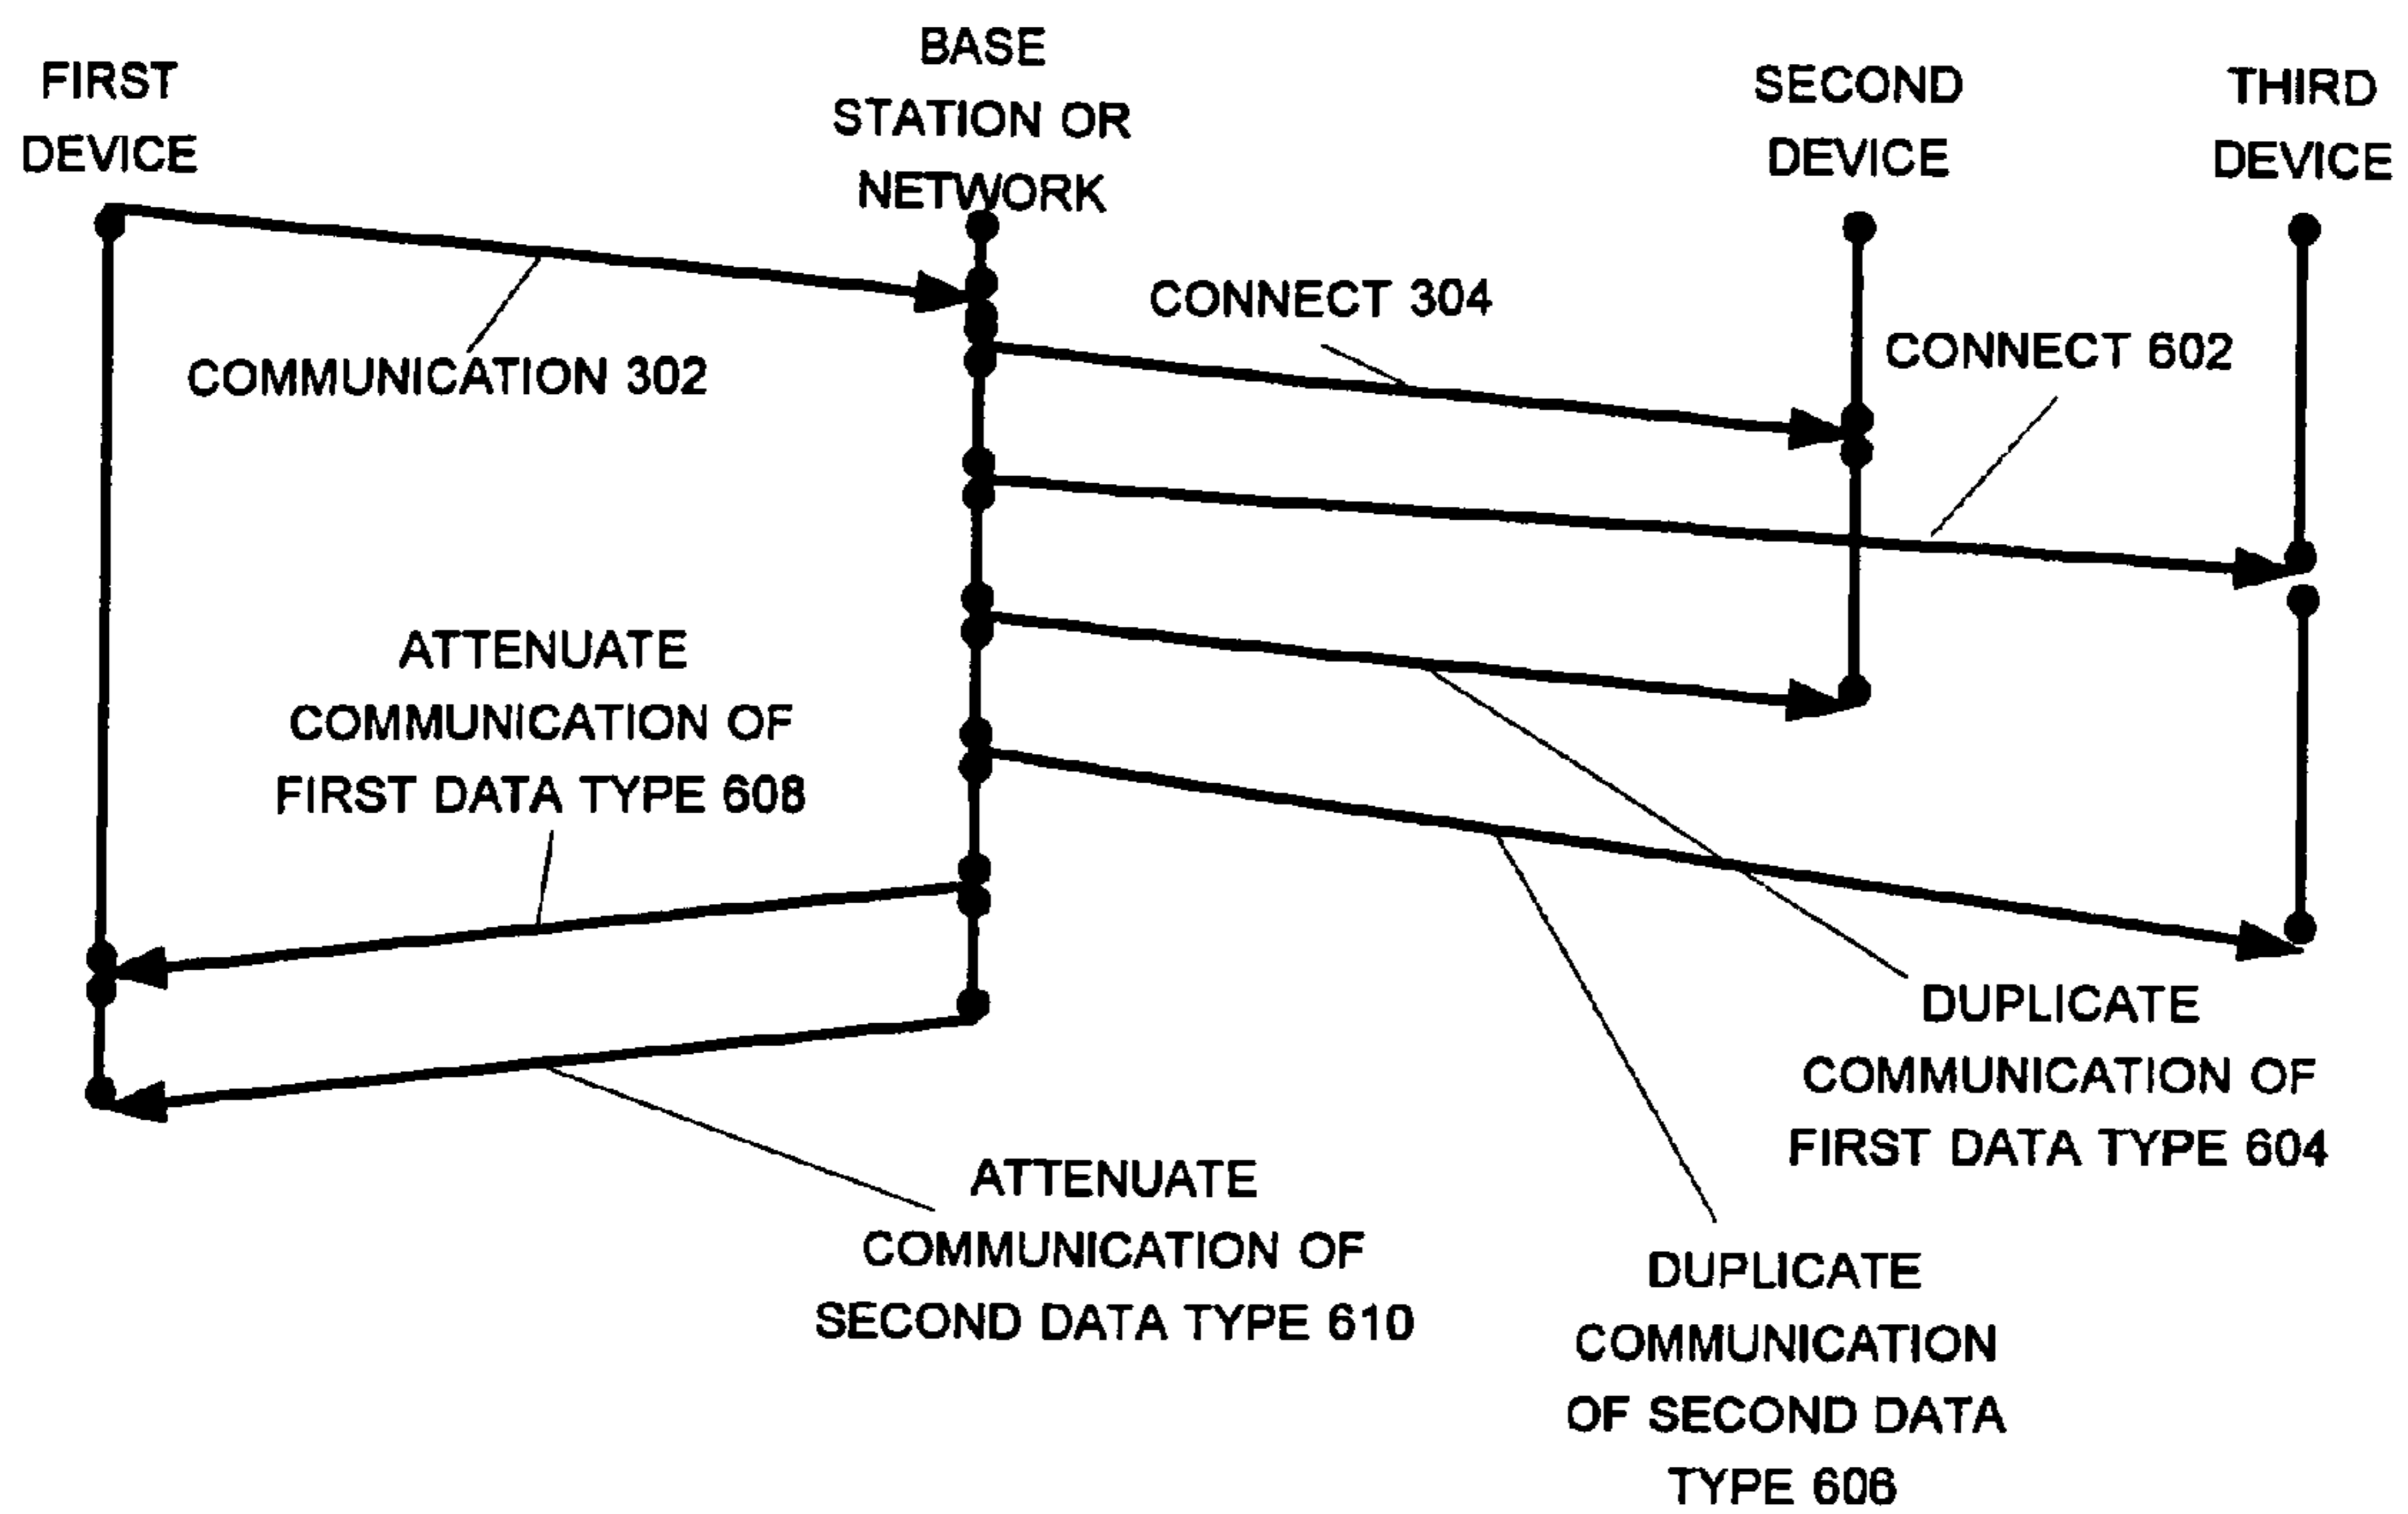 FIRST
DEVICE
BASE
STATION OR
NETWORK
SECOND
DEVICE
THIRD
DEVICE
COMMUNICATION 302
CONNECT 304
CONNECT 602
ATTENUATE
COMMUNICATION OF
FIRST DATA TYPE 608
DUPLICATE
COMMUNICATION OF
FIRST DATA TYPE 604
ATTENUATE
COMMUNICATION OF
SECOND DATA TYPE 610
DUPLICATE
COMMUNICATION
OF SECOND DATA
TYPE 606